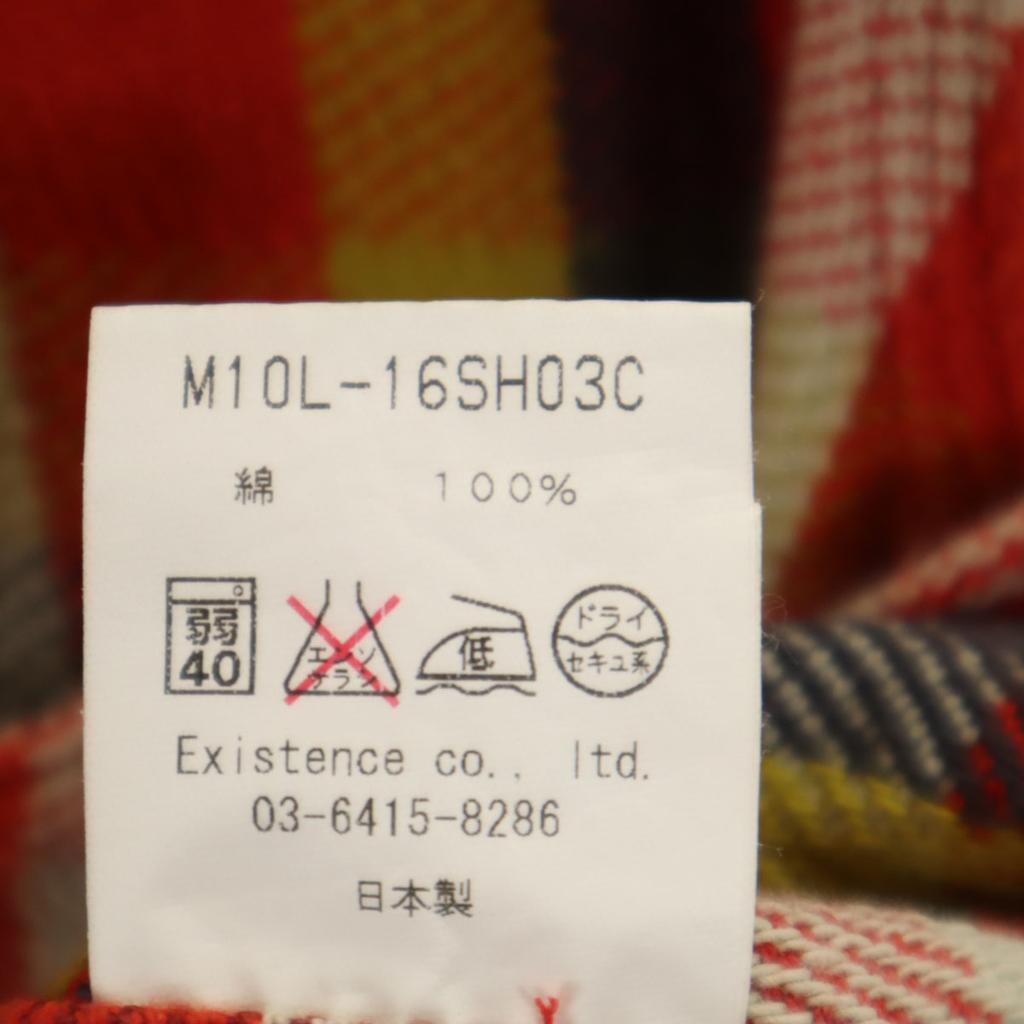 M10L-16SH03C
綿 100%
弱 40
エンソ サラシ
低
ドライ セキユ系
Existence co., ltd.
03-6415-8286
日本製